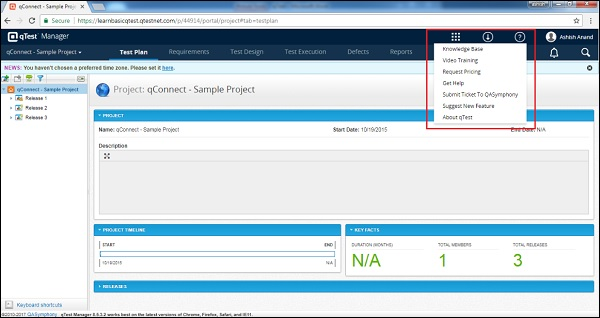 qConnect - Sample Proj
Ashish
Secure
https://learnbasicqtest.qtestnet.com/p/44914/portal/project#tab=testplan
qTest Manager
Ashish Anand
qConnect - Sample Project
Test Plan
Requirements
Test Design
Test Execution
Defects
Reports
Knowledge Base
Video Training
Request Pricing
Get Help
Submit Ticket To QASymphony
Suggest New Feature
About qTest
NEWS: You haven't chosen a preferred time zone. Please set it here.
qConnect - Sample Project
Release 1
Release 2
Release 3
Project: qConnect - Sample Project
PROJECT
Name: qConnect - Sample Project
Start Date: 10/19/2015
End Date: N/A
Description
PROJECT TIMELINE
START
END
10/19/2015
N/A
KEY FACTS
DURATION (MONTHS)
TOTAL MEMBERS
TOTAL RELEASES
N/A
1
3
RELEASES
Keyboard shortcuts
©2010-2017 QASymphony qTest Manager 8.6.3.2 works best on the latest versions of Chrome, Firefox, Safari, and IE11.